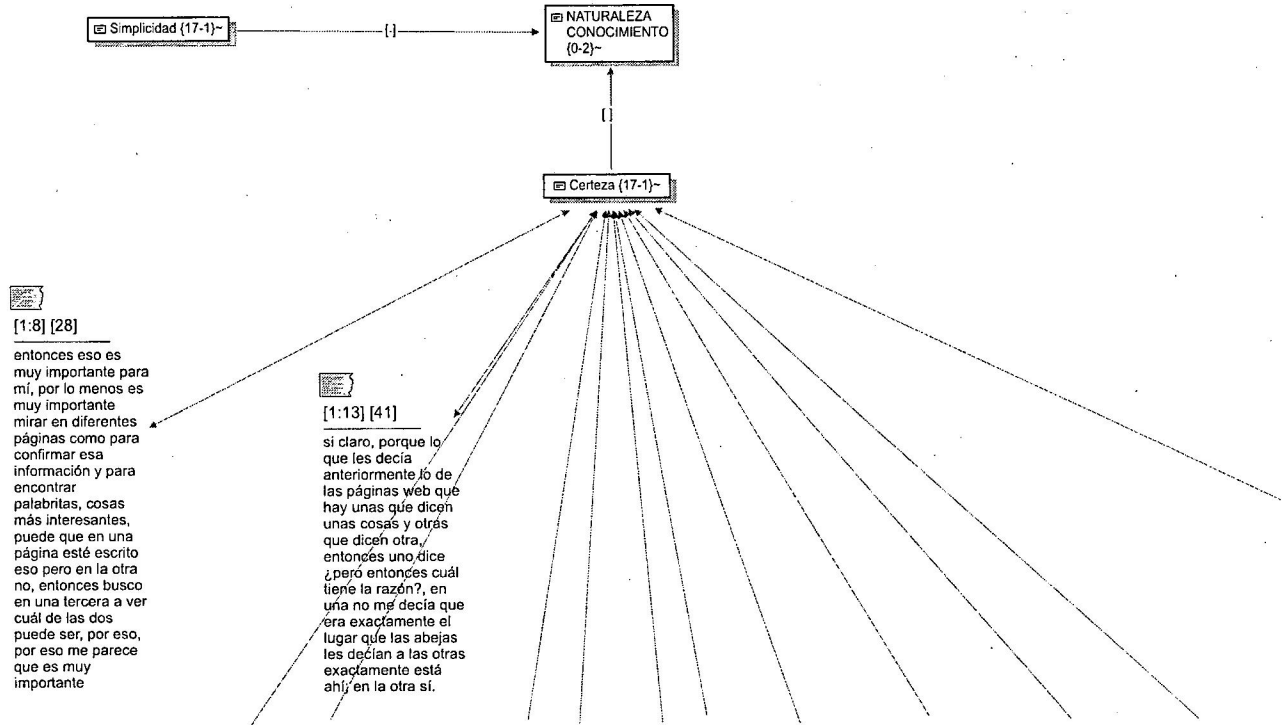 Simplicidad {17-1}~
[-]
NATURALEZA
CONOCIMIENTO
{0-2}~
[ ]
Certeza {17-1}~
[1:8] [28]
entonces eso es
muy importante para
mí, por lo menos es
muy importante
mirar en diferentes
páginas como para
confirmar esa
información y para
encontrar
palabritas, cosas
más interesantes,
puede que en una
página esté escrito
eso pero en la otra
no, entonces busco
en una tercera a ver
cuál de las dos
puede ser, por eso,
por eso me parece
que es muy
importante
[1:13] [41]
si claro, porque lo
que les decía
anteriormente lo de
las páginas web que
hay unas que dicen
unas cosas y otras
que dicen otra,
entonces uno dice
¿pero entonces cuál
tiene la razón?, en
una no me decía que
era exactamente el
lugar que las abejas
les decían a las otras
exactamente está
ahí, en la otra sí.